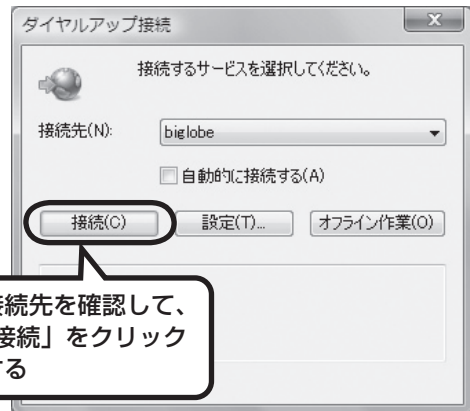 ダイヤルアップ接続
X
接続するサービスを選択してください。
接続先(N):
biglobe
自動的に接続する(A)
接続(C)
設定(T)...
オフライン作業(O)
接続先を確認して、
接続」をクリック
する